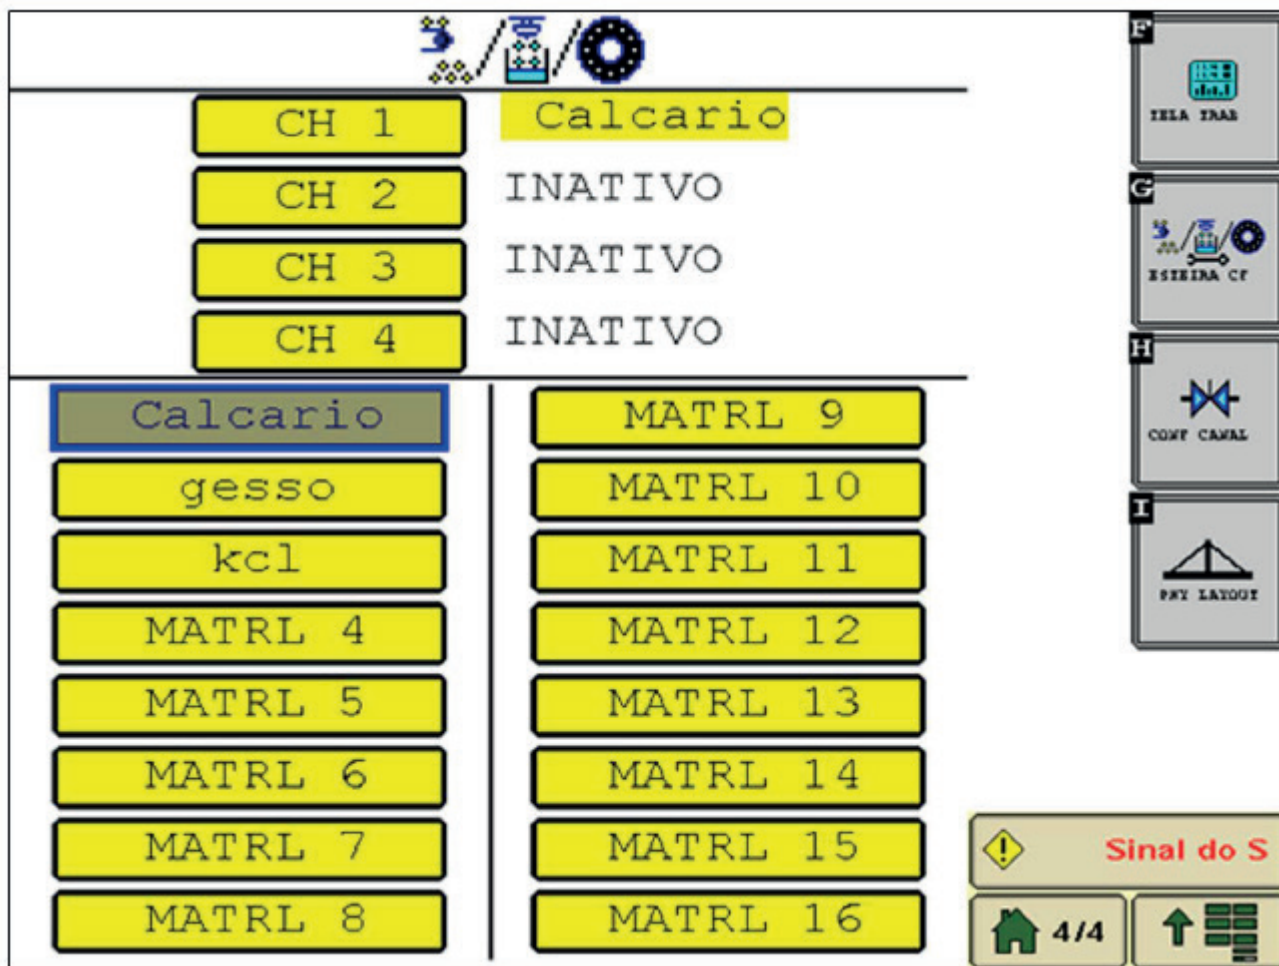 CH 1 Calcario
CH 2 INATIVO
CH 3 INATIVO
CH 4 INATIVO
Calcario
gesso
kcl
MATRL 4
MATRL 5
MATRL 6
MATRL 7
MATRL 8
MATRL 9
MATRL 10
MATRL 11
MATRL 12
MATRL 13
MATRL 14
MATRL 15
MATRL 16
F
TELA TRAB
G
ESTEIRA CF
H
CONF CANAL
I
PNY LAYOUT
Sinal do S
4/4